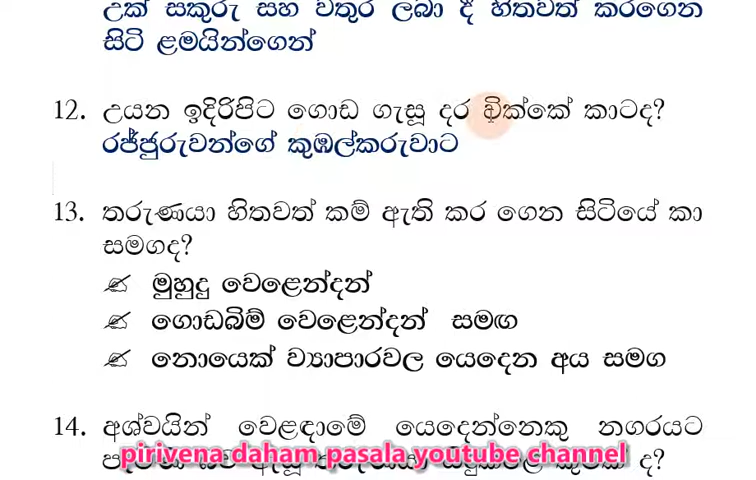 උක් සකුරු සහ වතුර ලබා දී හිතවත් කරගෙන
සිටි ළමයින්ගෙන්
12. උයන ඉදිරිපිට ගොඩ ගැසූ දර වික්කේ කාටද?
රජ්ජුරුවන්ගේ කුඹල්කරුවාට
13. තරුණයා හිතවත් කම් ඇති කර ගෙන සිටියේ කා
සමගද?
මුහුදු වෙළෙන්දන්
ගොඩබිම් වෙළෙන්දන් සමඟ
නොයෙක් ව්‍යාපාරවල යෙදෙන අය සමග
14. අශ්වයින් වෙළඳාමේ යෙදෙන්නෙකු නගරයට
ද?
pirivena daham pasala youtube channel